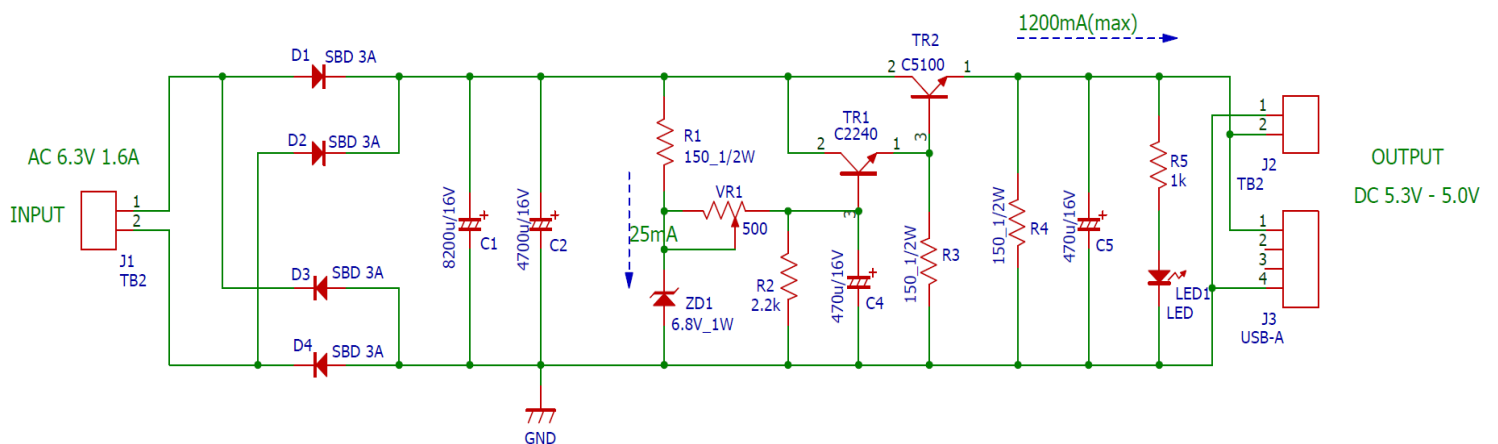 1200mA(max)
D1
SBD 3A
TR2
C5100
2
1
TR1
C2240
2
1
3
D2
SBD 3A
AC 6.3V 1.6A
INPUT
1
2
J1
TB2
D3
SBD 3A
D4
SBD 3A
8200u/16V
C1
4700u/16V
C2
GND
R1
150_1/2W
VR1
500
25mA
ZD1
6.8V_1W
R2
2.2k
3
470u/16V
C4
150_1/2W
R3
150_1/2W
R4
470u/16V
C5
R5
1k
LED1
LED
1
2
J2
TB2
1
2
3
4
J3
USB-A
OUTPUT
DC 5.3V - 5.0V